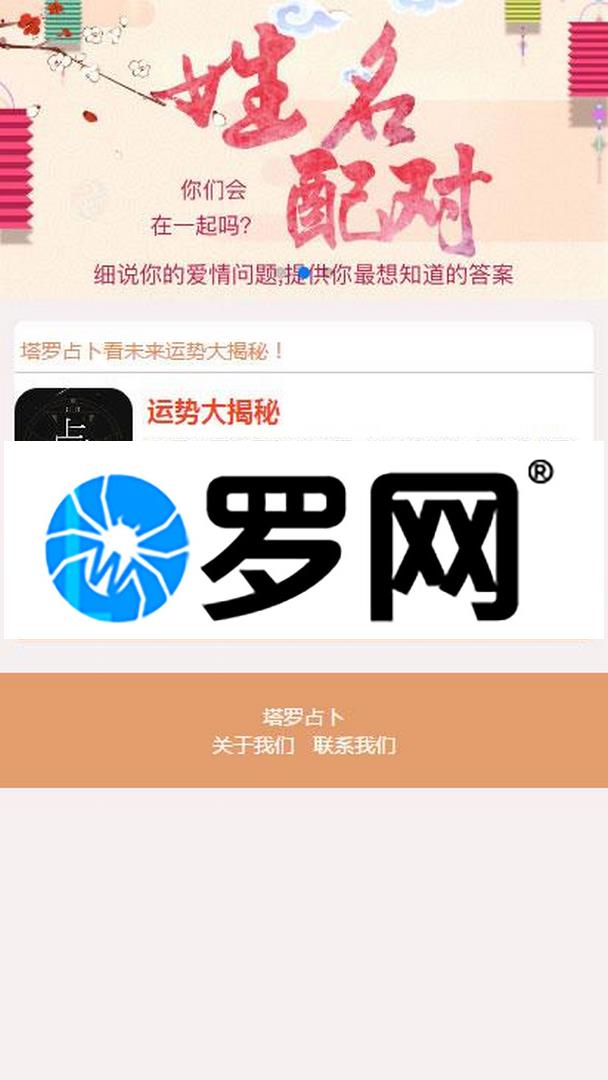 姓名
配对
你们会
在一起吗?
细说你的爱情问题,提供你最想知道的答案
塔罗占卜看未来运势大揭秘！
占
运势大揭秘
罗网®
塔罗占卜
关于我们 联系我们